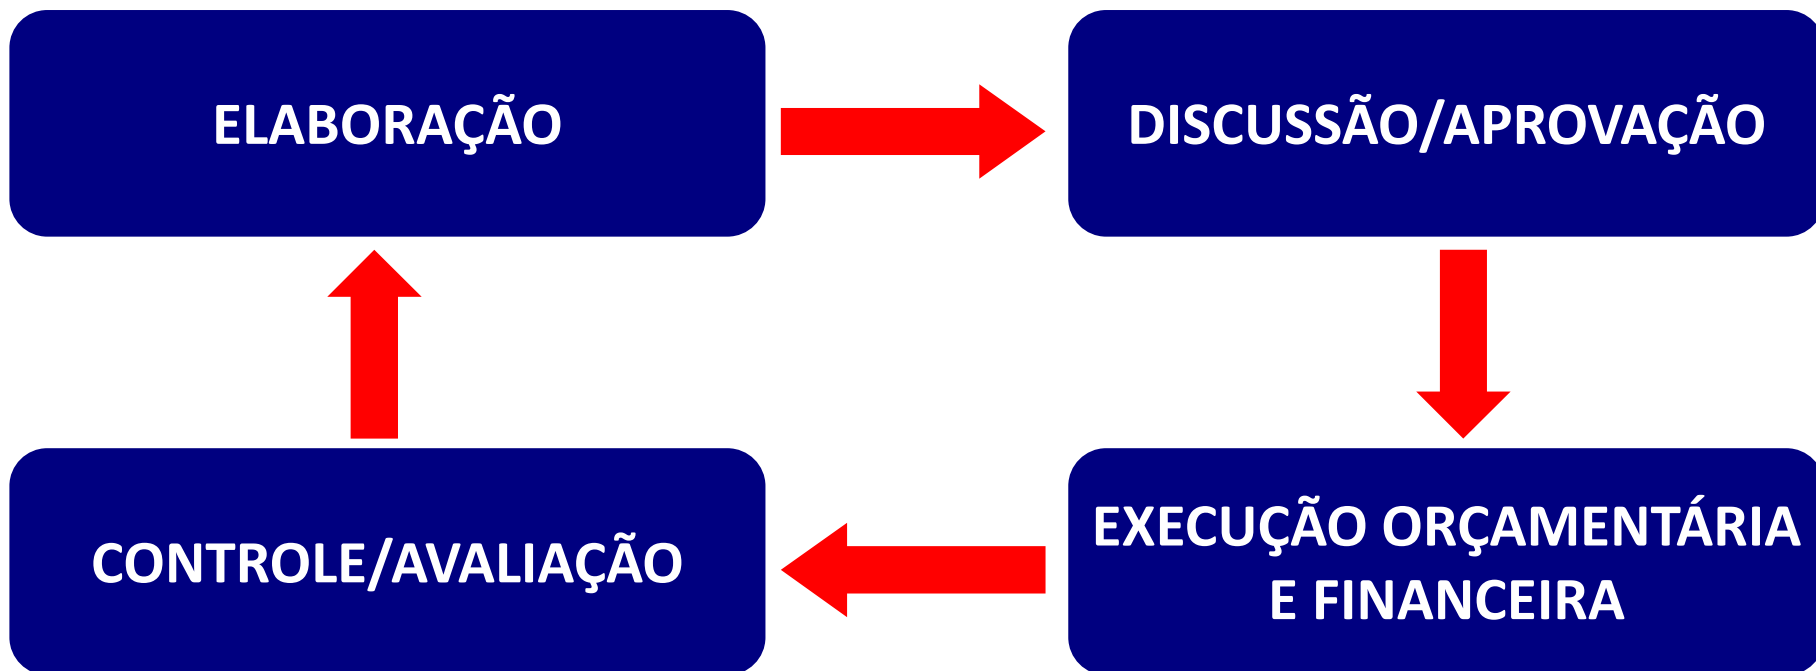 ELABORAÇÃO
DISCUSSÃO/APROVAÇÃO
EXECUÇÃO ORÇAMENTÁRIA
E FINANCEIRA
CONTROLE/AVALIAÇÃO